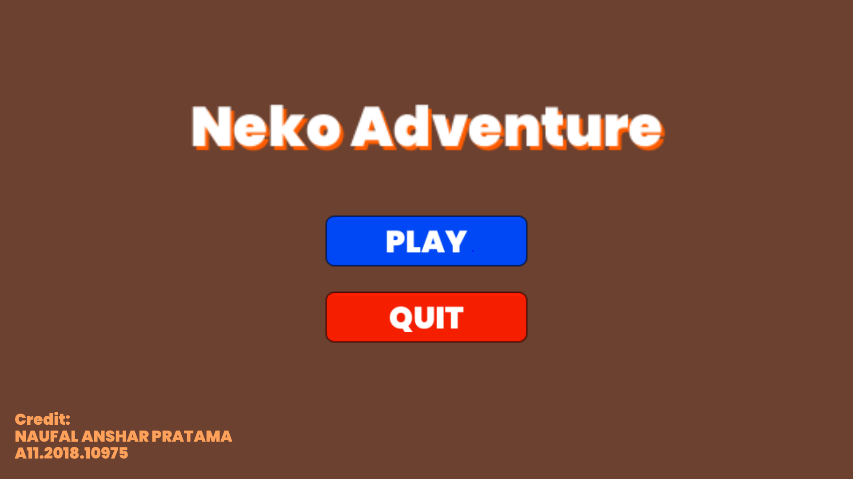 Neko Adventure
PLAY
QUIT
Credit:
NAUFAL ANSHAR PRATAMA
A11.2018.10975